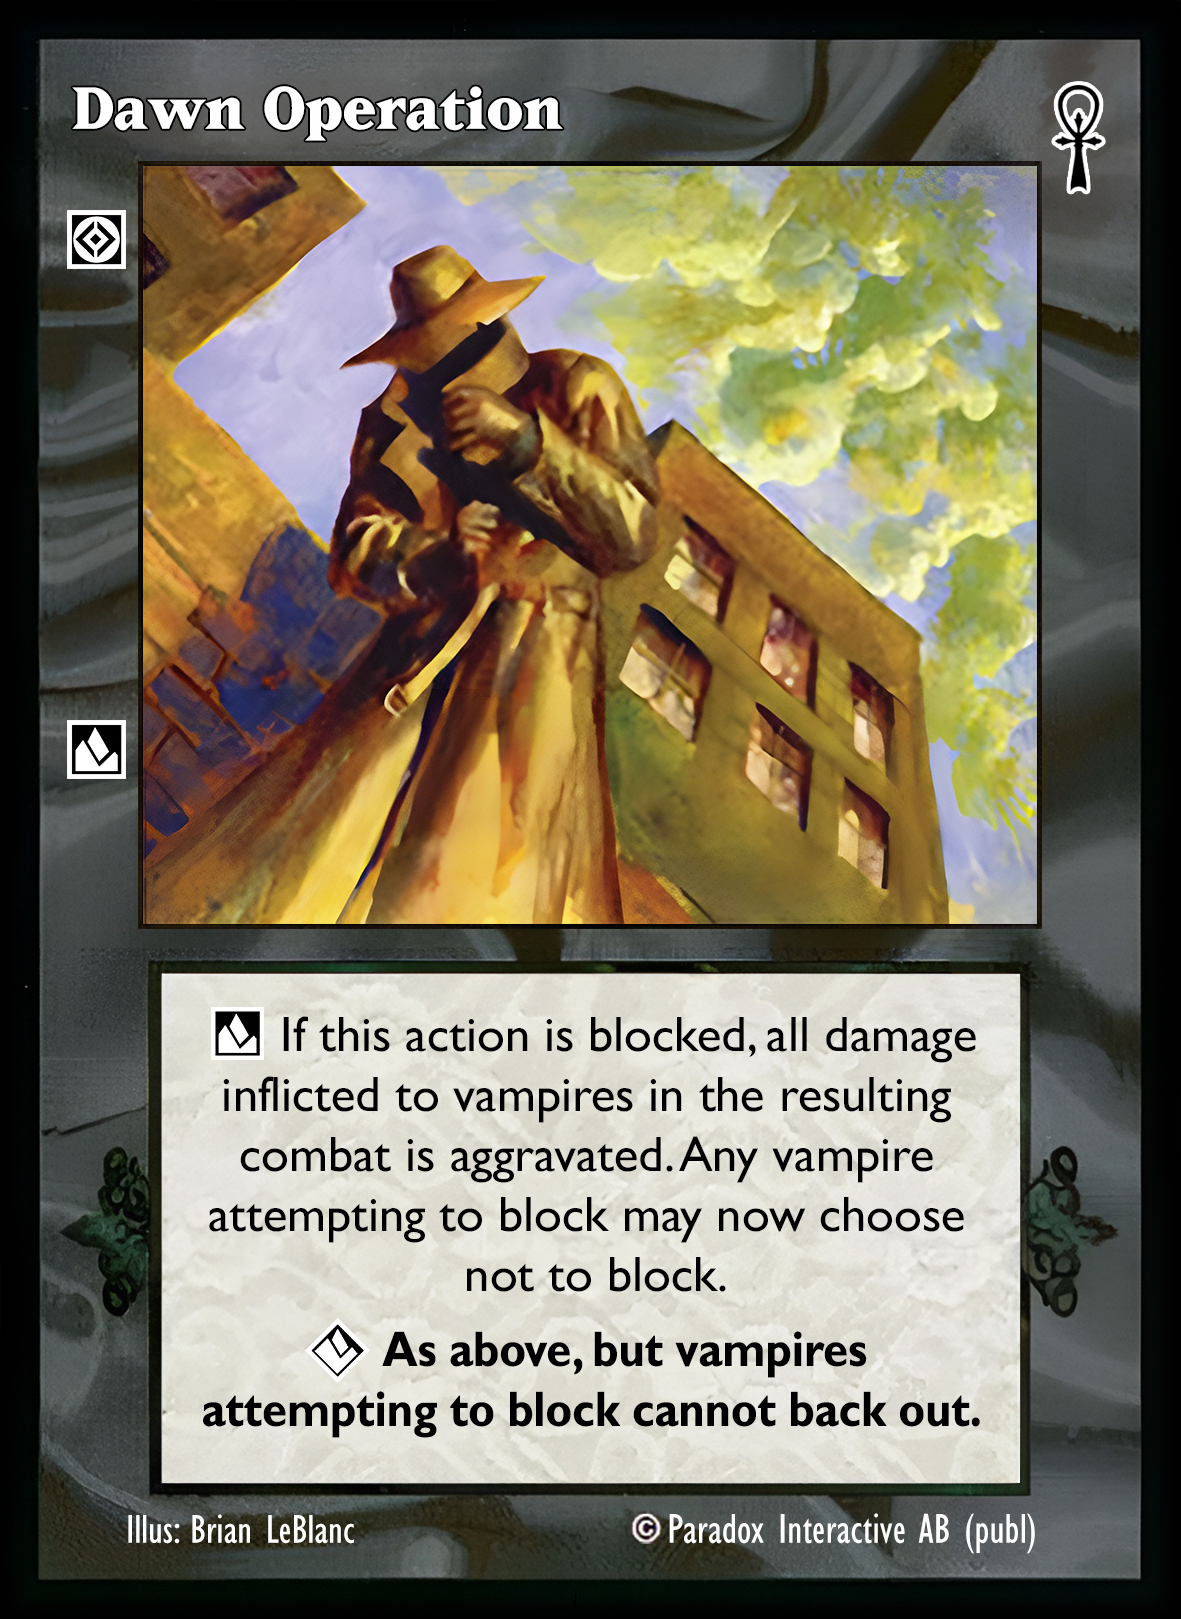 Dawn Operation
If this action is blocked, all damage
inflicted to vampires in the resulting
combat is aggravated. Any vampire
attempting to block may now choose
not to block.
As above, but vampires
attempting to block cannot back out.
Illus: Brian LeBlanc
© Paradox Interactive AB (publ)